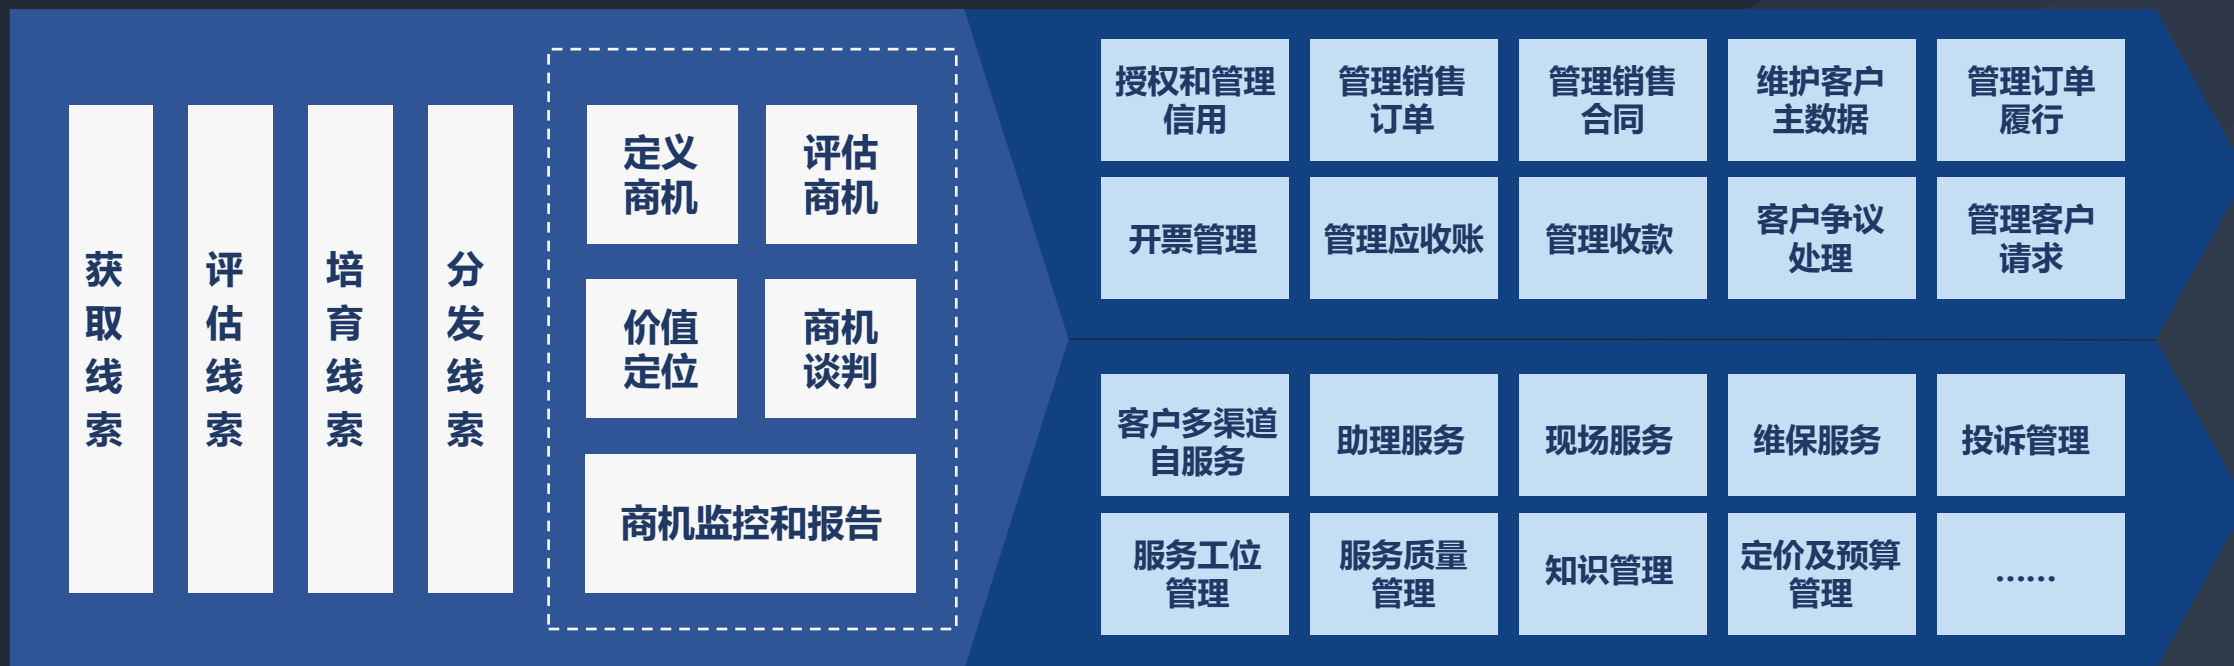 获取线索
评估线索
培育线索
分发线索
定义
商机
评估
商机
价值
定位
商机
谈判
商机监控和报告
授权和管理
信用
管理销售
订单
管理销售
合同
维护客户
主数据
管理订单
履行
开票管理
管理应收账
管理收款
客户争议
处理
管理客户
请求
客户多渠道
自服务
助理服务
现场服务
维保服务
投诉管理
服务工位
管理
服务质量
管理
知识管理
定价及预算
管理
......